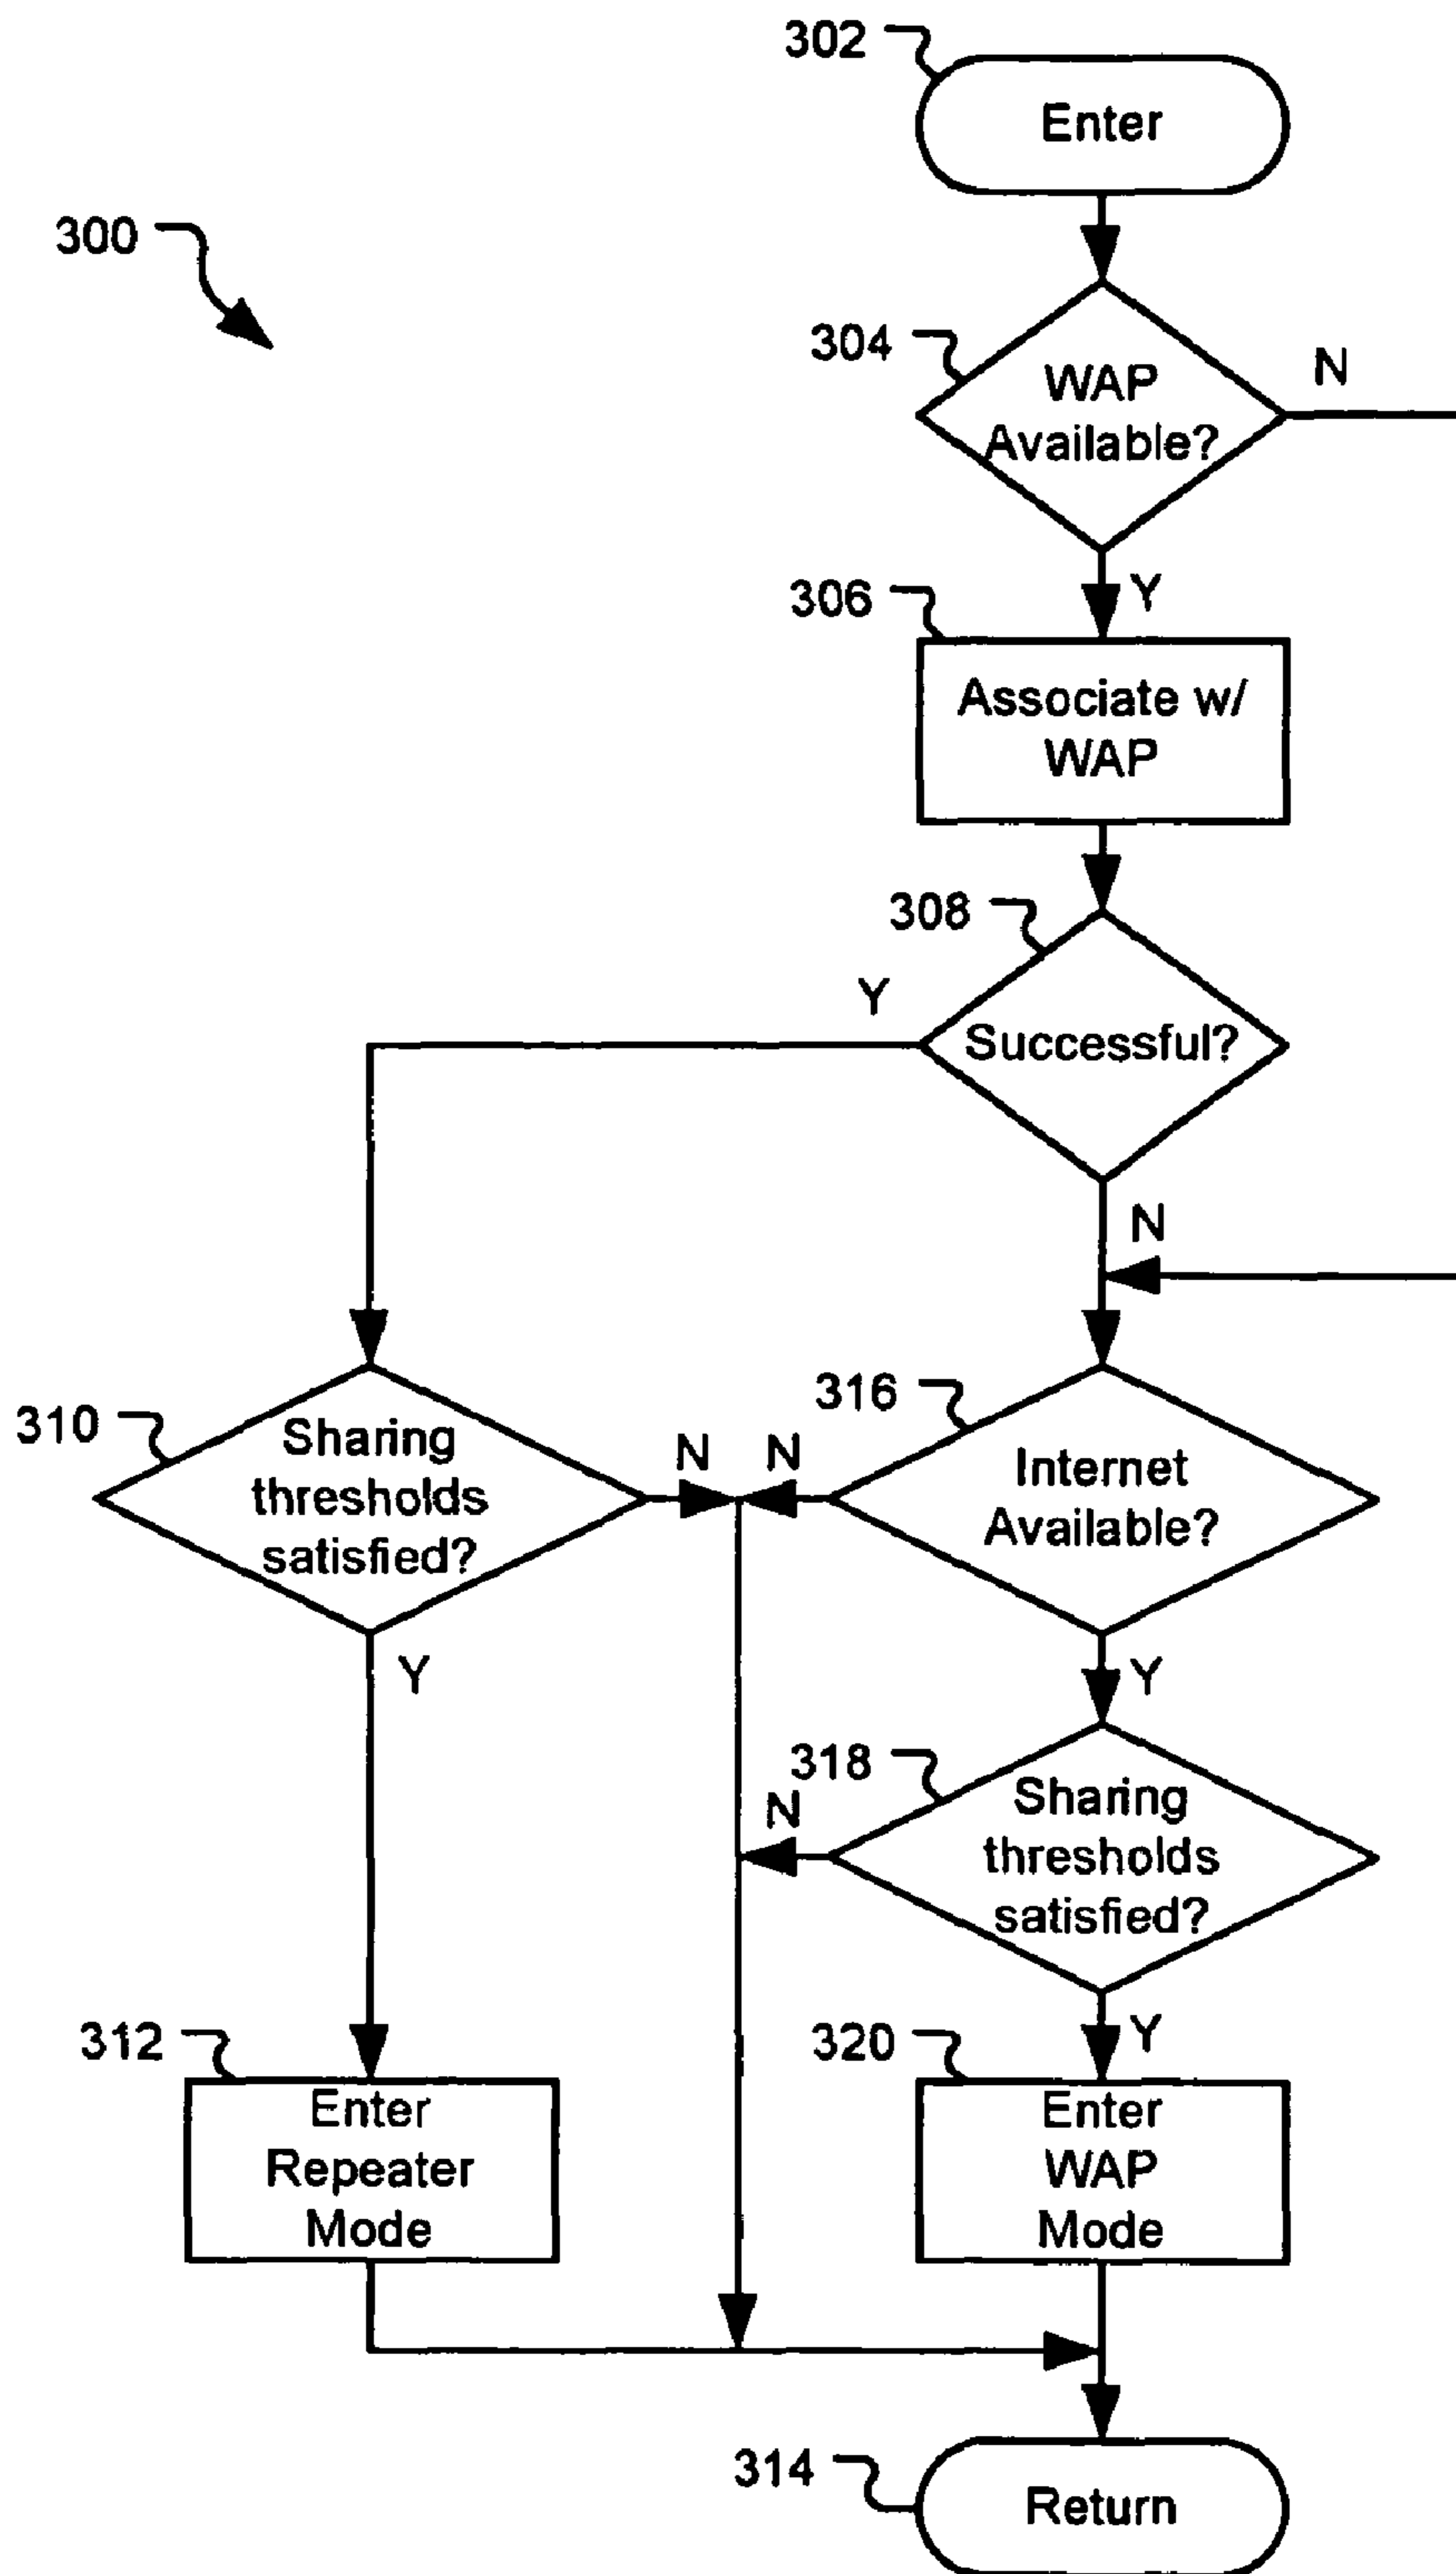 302
Enter
300
304
WAP
Available?
N
Y
306
Associate w/
WAP
308
Y
Successful?
N
310
Sharing
thresholds
satisfied?
N
N
316
Internet
Available?
Y
Y
318
N
Sharing
thresholds
satisfied?
Y
312
Enter
Repeater
Mode
320
Enter
WAP
Mode
314
Return